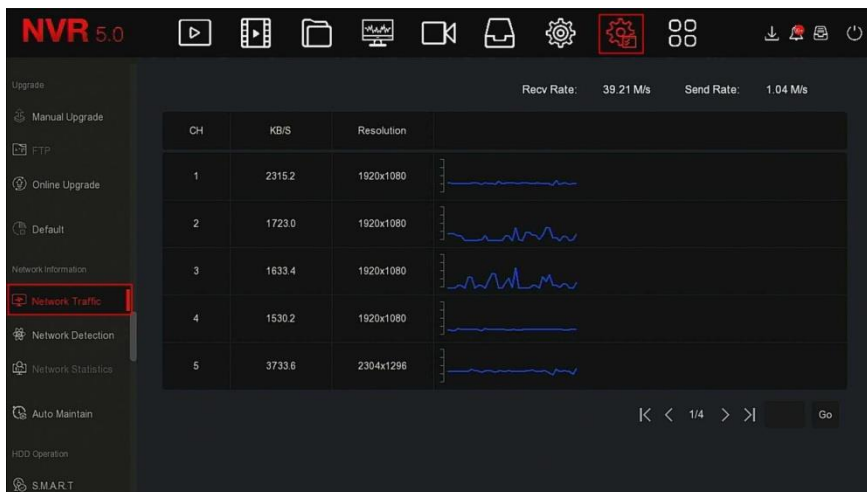 NVR 5.0
Recv Rate: 39.21 M/s Send Rate: 1.04 M/s
Upgrade
Manual Upgrade
FTP
Online Upgrade
Default
Network Information
Network Traffic
Network Detection
Network Statistics
Auto Maintain
HDD Operation
S.M.A.R.T
CH KB/S Resolution
1 2315.2 1920x1080
2 1723.0 1920x1080
3 1633.4 1920x1080
4 1530.2 1920x1080
5 3733.6 2304x1296
1/4 Go